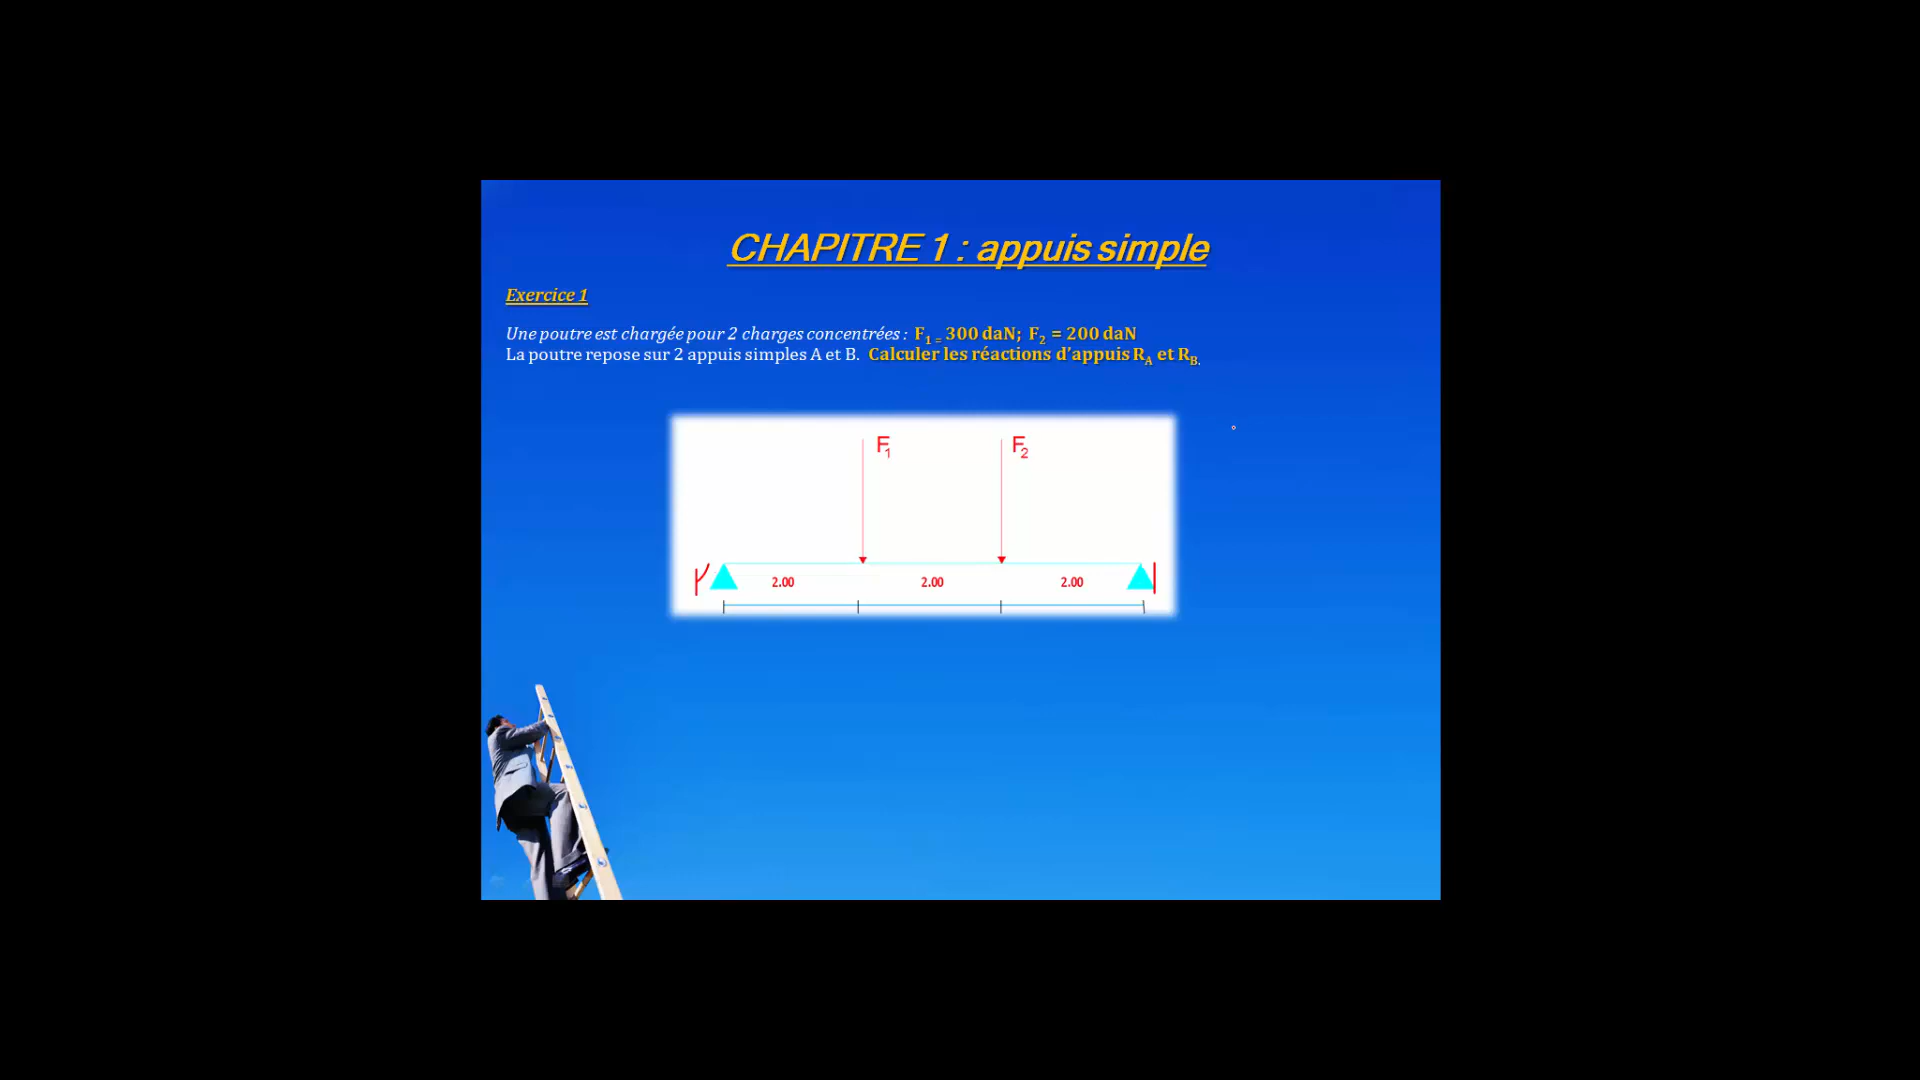 CHAPITRE 1 : appuis simple
Exercice 1
Une poutre est chargée pour 2 charges concentrées : F1 = 300 daN; F2 = 200 daN
La poutre repose sur 2 appuis simples A et B. Calculer les réactions d'appuis RA et RB.
F1 F2
2.00 2.00 2.00